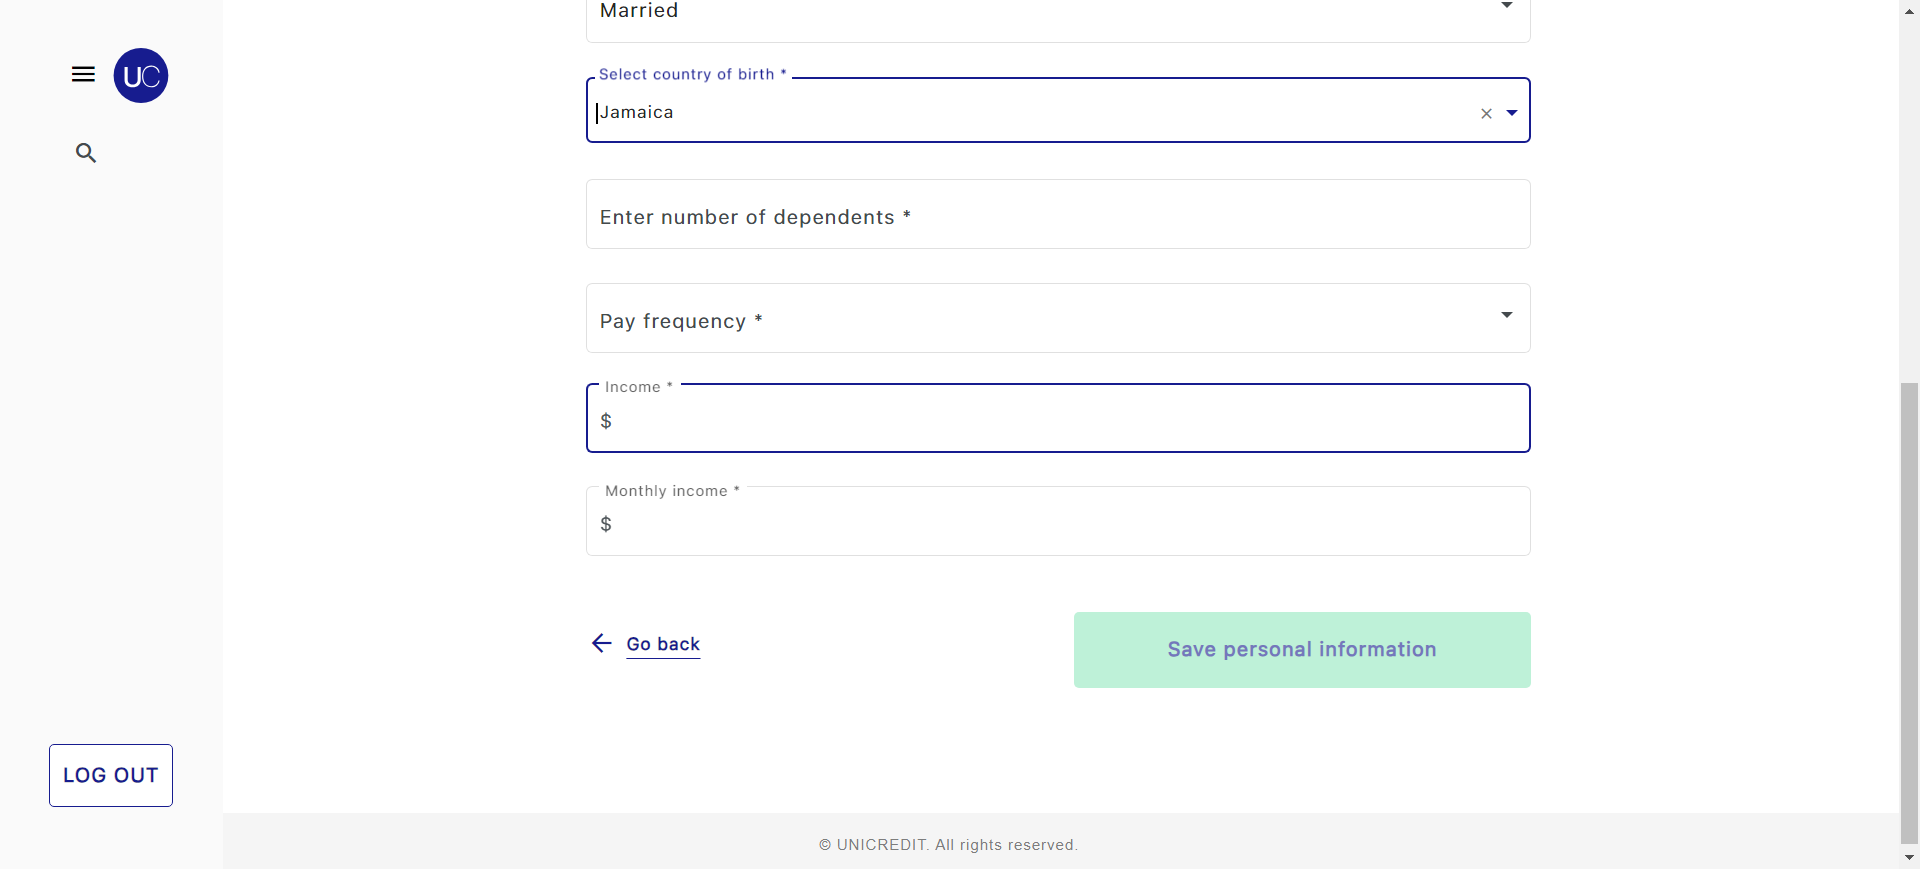 Married
UC
Select country of birth *
Jamaica
Enter number of dependents *
Pay frequency *
Income *
$
Monthly income *
$
Go back
Save personal information
LOG OUT
© UNICREDIT. All rights reserved.